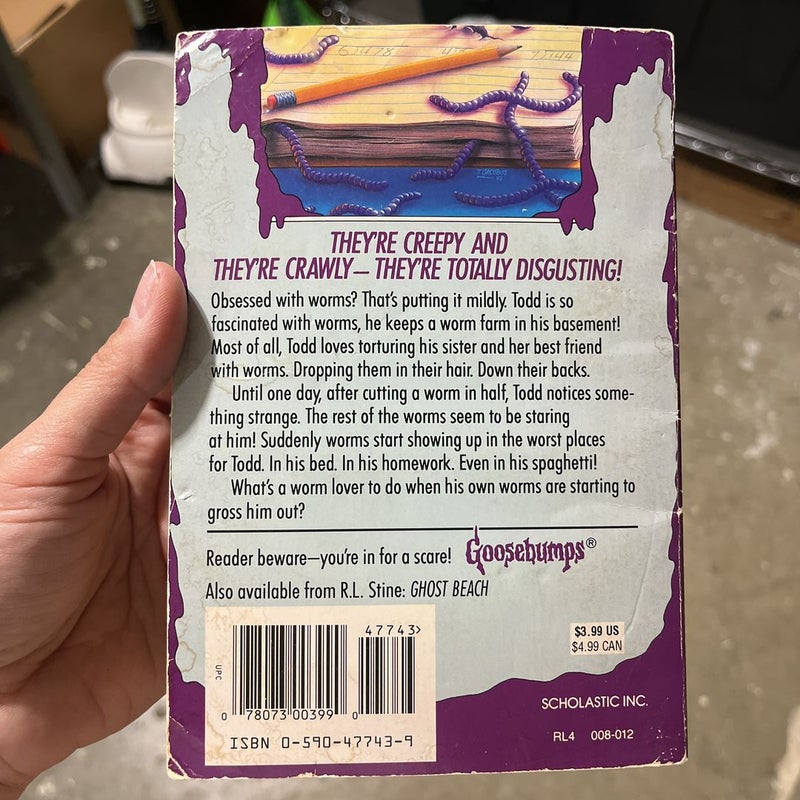 T JACOBUS
THEY'RE CREEPY AND
THEY'RE CRAWLY—THEY'RE TOTALLY DISGUSTING!
Obsessed with worms? That's putting it mildly. Todd is so
fascinated with worms, he keeps a worm farm in his basement!
Most of all, Todd loves torturing his sister and her best friend
with worms. Dropping them in their hair. Down their backs.
Until one day, after cutting a worm in half, Todd notices some-
thing strange. The rest of the worms seem to be staring
at him! Suddenly worms start showing up in the worst places
for Todd. In his bed. In his homework. Even in his spaghetti!
What's a worm lover to do when his own worms are starting to
gross him out?
Reader beware—you're in for a scare! Goosebumps®
Also available from R.L. Stine: GHOST BEACH
47743>
UPC
0 78073 00399 0
ISBN 0-590-47743-9
$3.99 US
$4.99 CAN
SCHOLASTIC INC.
RL4 008-012